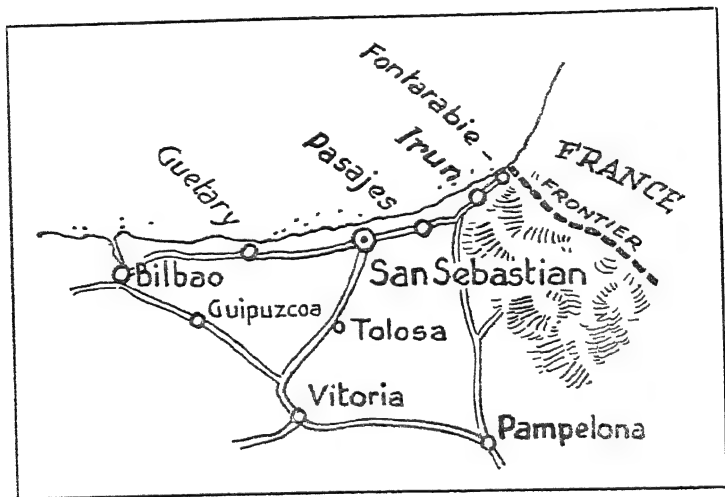 Fontarabie
FRANCE
Irun
Pasajes
Guetary
FRONTIER
Bilbao
San Sebastian
Guipuzcoa
Tolosa
Vitoria
Pampelona